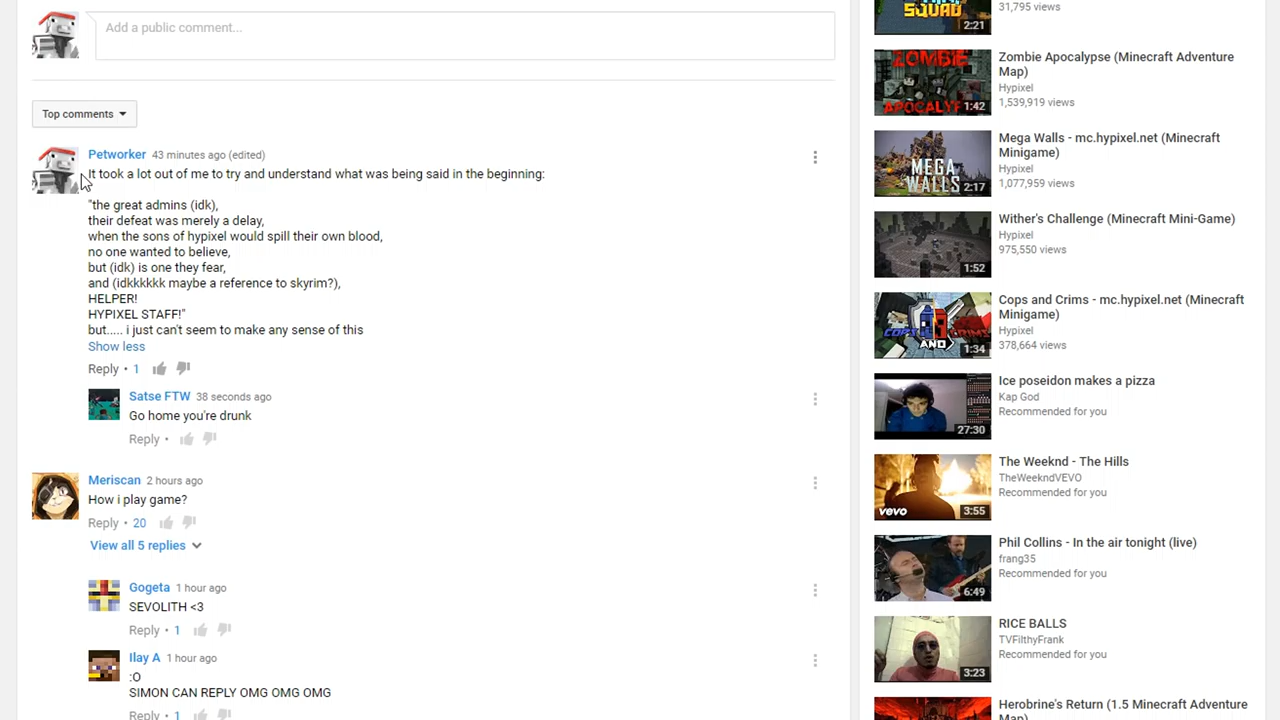 Add a public comment...
Top comments
Petworker 43 minutes ago (edited)
It took a lot out of me to try and understand what was being said in the beginning:
"the great admins (idk),
their defeat was merely a delay,
when the sons of hypixel would spill their own blood,
no one wanted to believe,
but (idk) is one they fear,
and (idkkkkkk maybe a reference to skyrim?),
HELPER!
HYPIXEL STAFF!"
but..... i just can't seem to make any sense of this
Show less
Reply • 1
Satse FTW 38 seconds ago
Go home you're drunk
Reply •
Meriscan 2 hours ago
How i play game?
Reply • 20
View all 5 replies
Gogeta 1 hour ago
SEVOLITH <3
Reply • 1
Ilay A 1 hour ago
:O
SIMON CAN REPLY OMG OMG OMG
Reply • 1
SQUAD
2:21
31,795 views
ZOMBIE
1:42
Zombie Apocalypse (Minecraft Adventure
Map)
Hypixel
1,539,919 views
MEGA
WALLS
2:17
Mega Walls - mc.hypixel.net (Minecraft
Minigame)
Hypixel
1,077,959 views
1:52
Wither's Challenge (Minecraft Mini-Game)
Hypixel
975,550 views
COPS
AND
CRIMS
1:34
Cops and Crims - mc.hypixel.net (Minecraft
Minigame)
Hypixel
378,664 views
27:30
Ice poseidon makes a pizza
Kap God
Recommended for you
vevo
3:55
The Weeknd - The Hills
TheWeekndVEVO
Recommended for you
6:49
Phil Collins - In the air tonight (live)
frang35
Recommended for you
3:23
RICE BALLS
TVFilthyFrank
Recommended for you
Herobrine's Return (1.5 Minecraft Adventure
Map)